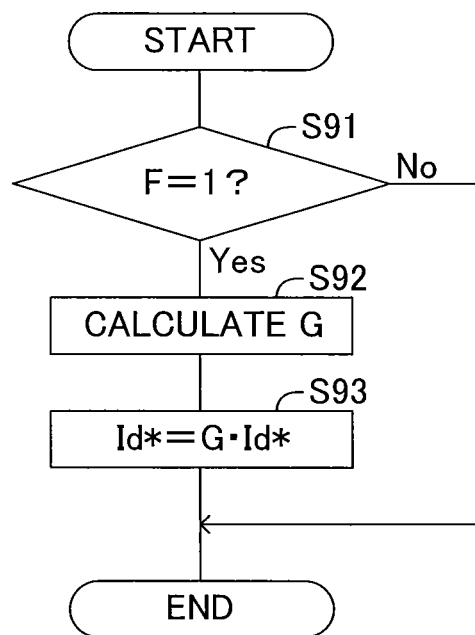 START
S91
F=1?
No
Yes
S92
CALCULATE G
S93
Id*=G·Id*
END